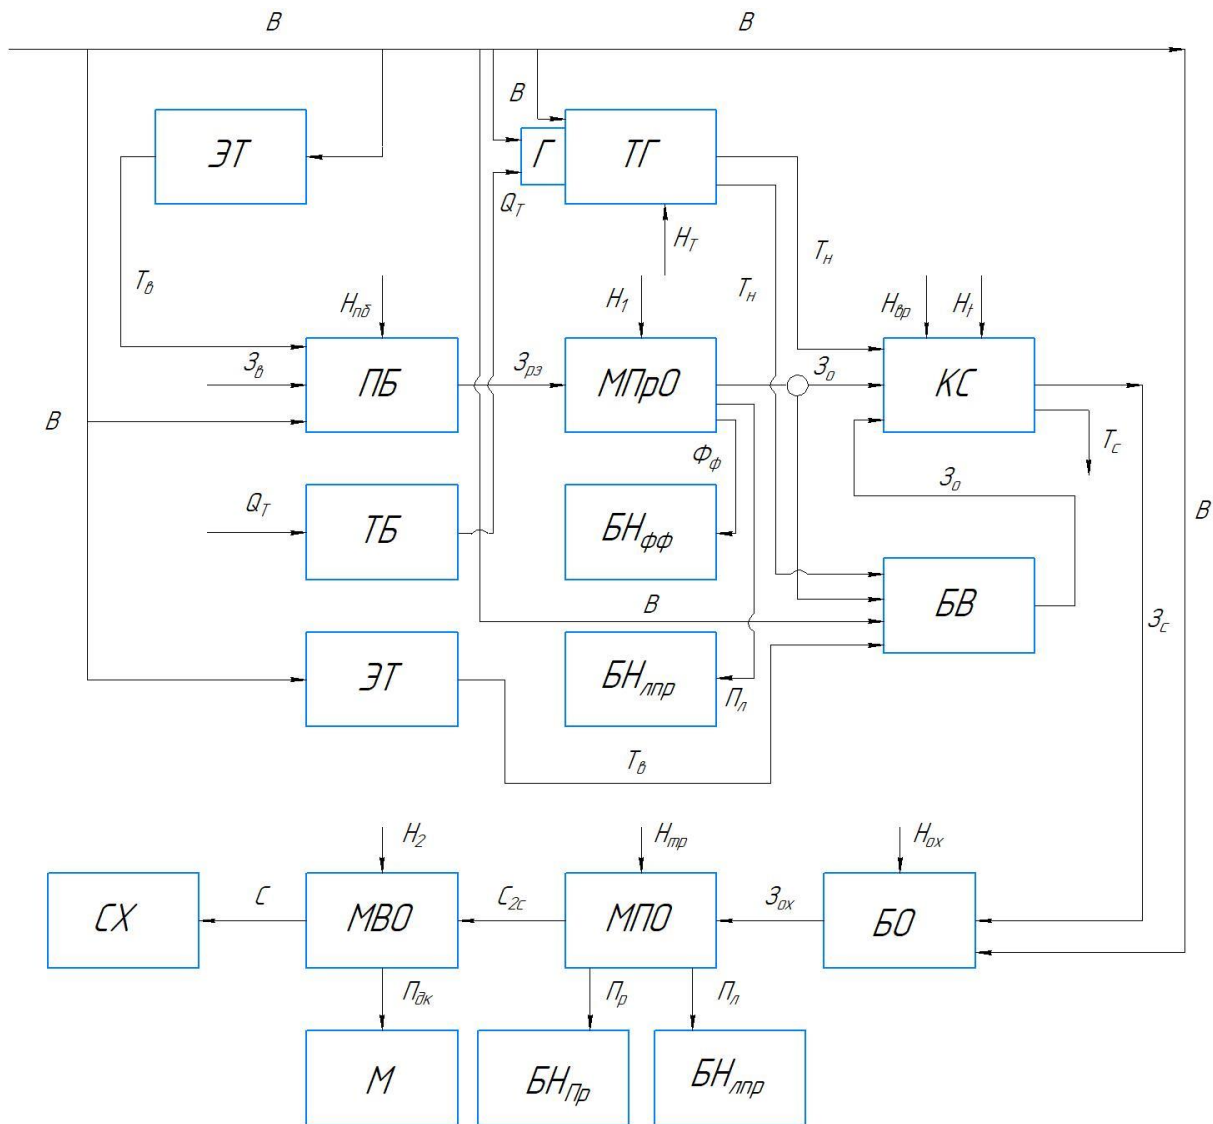 В В
В
ЭТ Г ТГ
Q_Т
Н_Т
Т_н
Т_в Т_н
Н_пб Н_1 Н_вр Н_t
З_в З_рз З_о
ПБ МПрО КС
В
Ф_ф Т_с
Q_Т З_о
ТБ БН_фф В
БВ
В
З_с
ЭТ БН_лпр
П_л
Т_в
Н_2 Н_тр Н_ох
С С_2с З_ох
СХ МВО МПО БО
П_дк П_р П_л
М БН_Пр БН_лпр